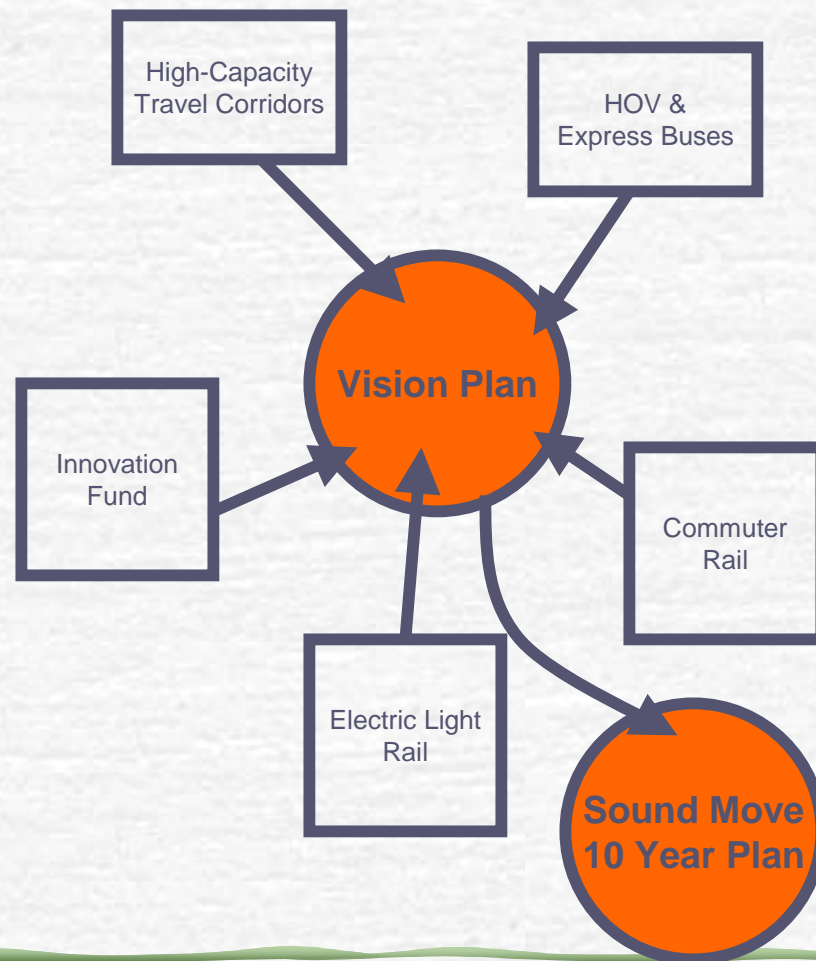 High-Capacity
Travel Corridors
HOV &
Express Buses
Vision Plan
Innovation
Fund
Commuter
Rail
Electric Light
Rail
Sound Move
10 Year Plan